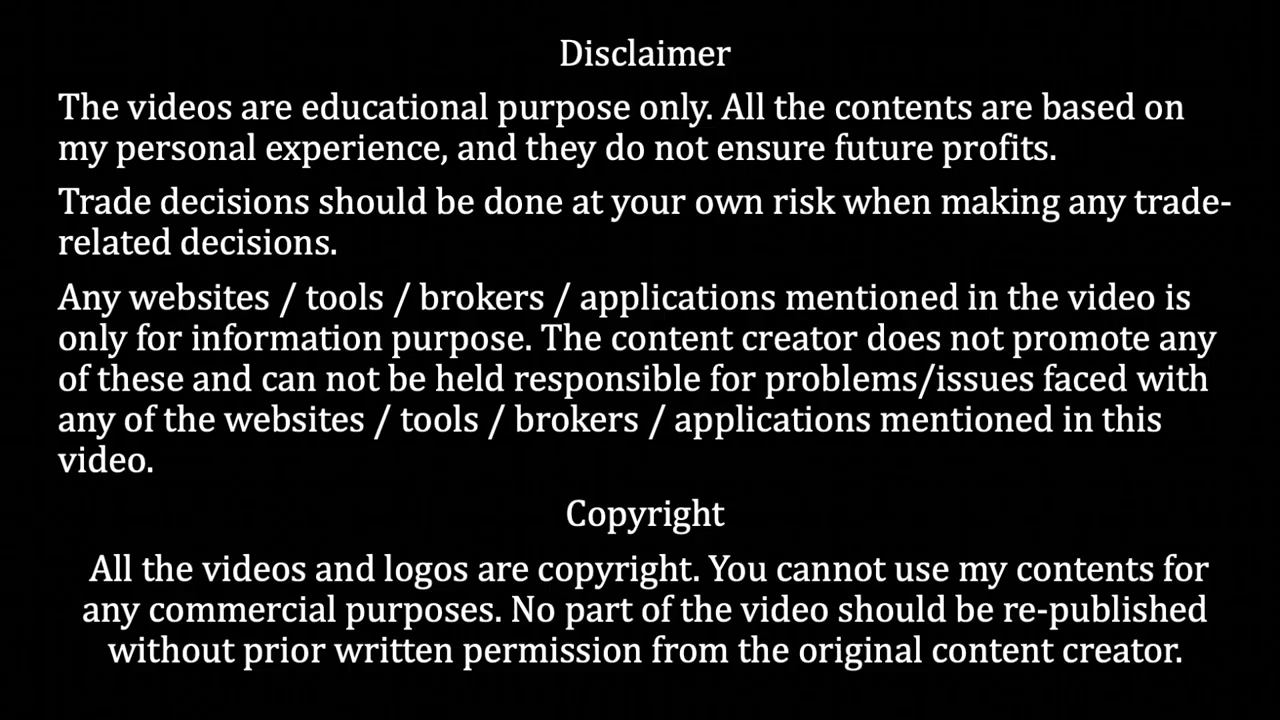 Disclaimer
The videos are educational purpose only. All the contents are based on
my personal experience, and they do not ensure future profits.
Trade decisions should be done at your own risk when making any trade-
related decisions.
Any websites / tools / brokers / applications mentioned in the video is
only for information purpose. The content creator does not promote any
of these and can not be held responsible for problems/issues faced with
any of the websites / tools / brokers / applications mentioned in this
video.
Copyright
All the videos and logos are copyright. You cannot use my contents for
any commercial purposes. No part of the video should be re-published
without prior written permission from the original content creator.